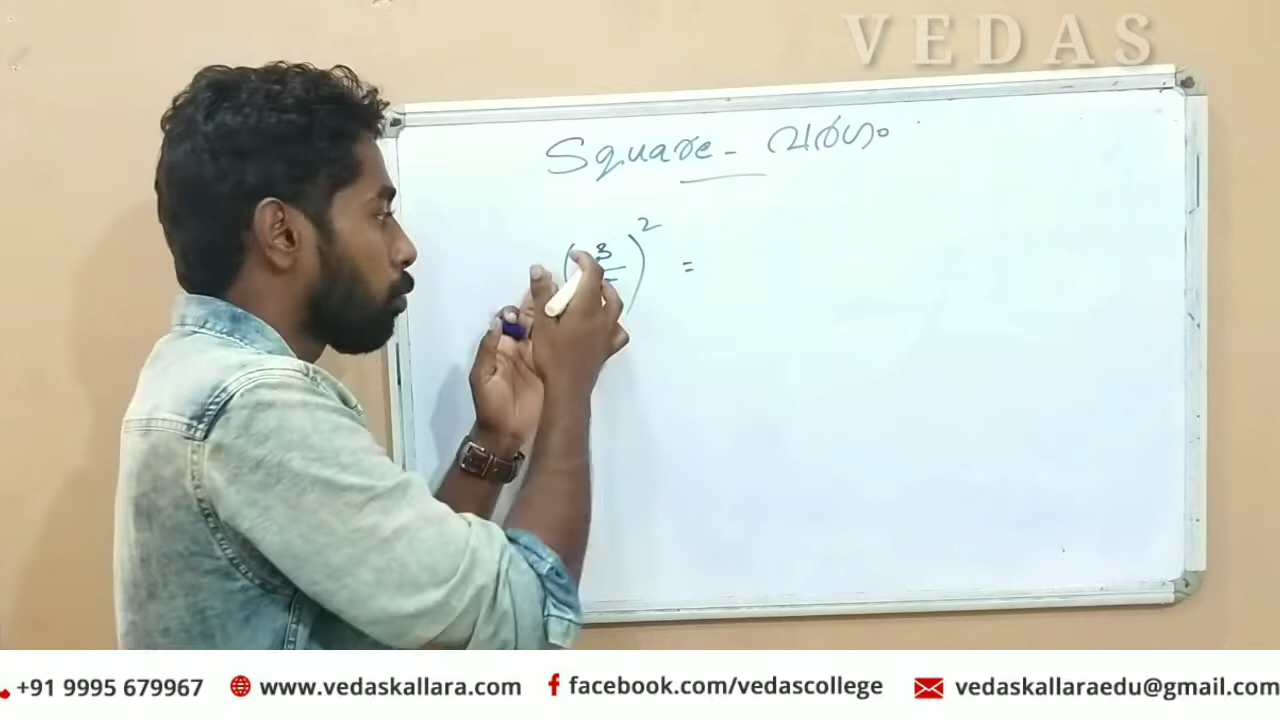 VEDAS
Square - വർഗം
( 3 )² =
+91 9995 679967 www.vedaskallara.com facebook.com/vedascollege vedaskallaraedu@gmail.com